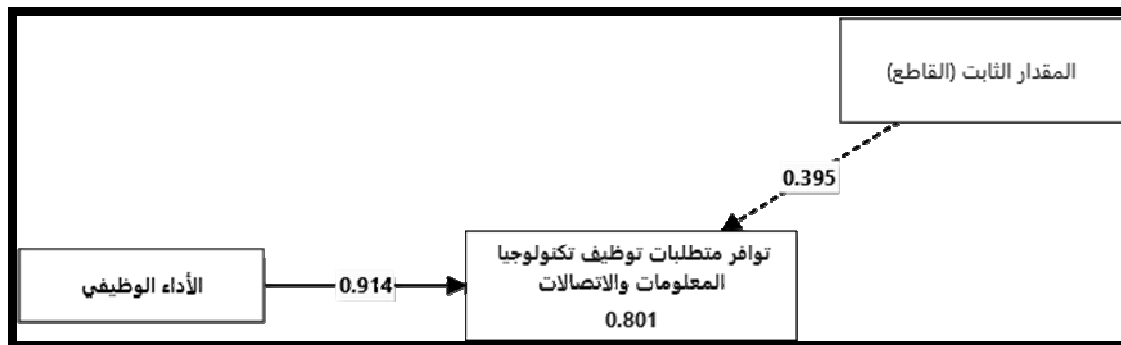 المقدار الثابت (القاطع)
0.395
توافر متطلبات توظيف تكنولوجيا
المعلومات والاتصالات
0.801
0.914
الأداء الوظيفي